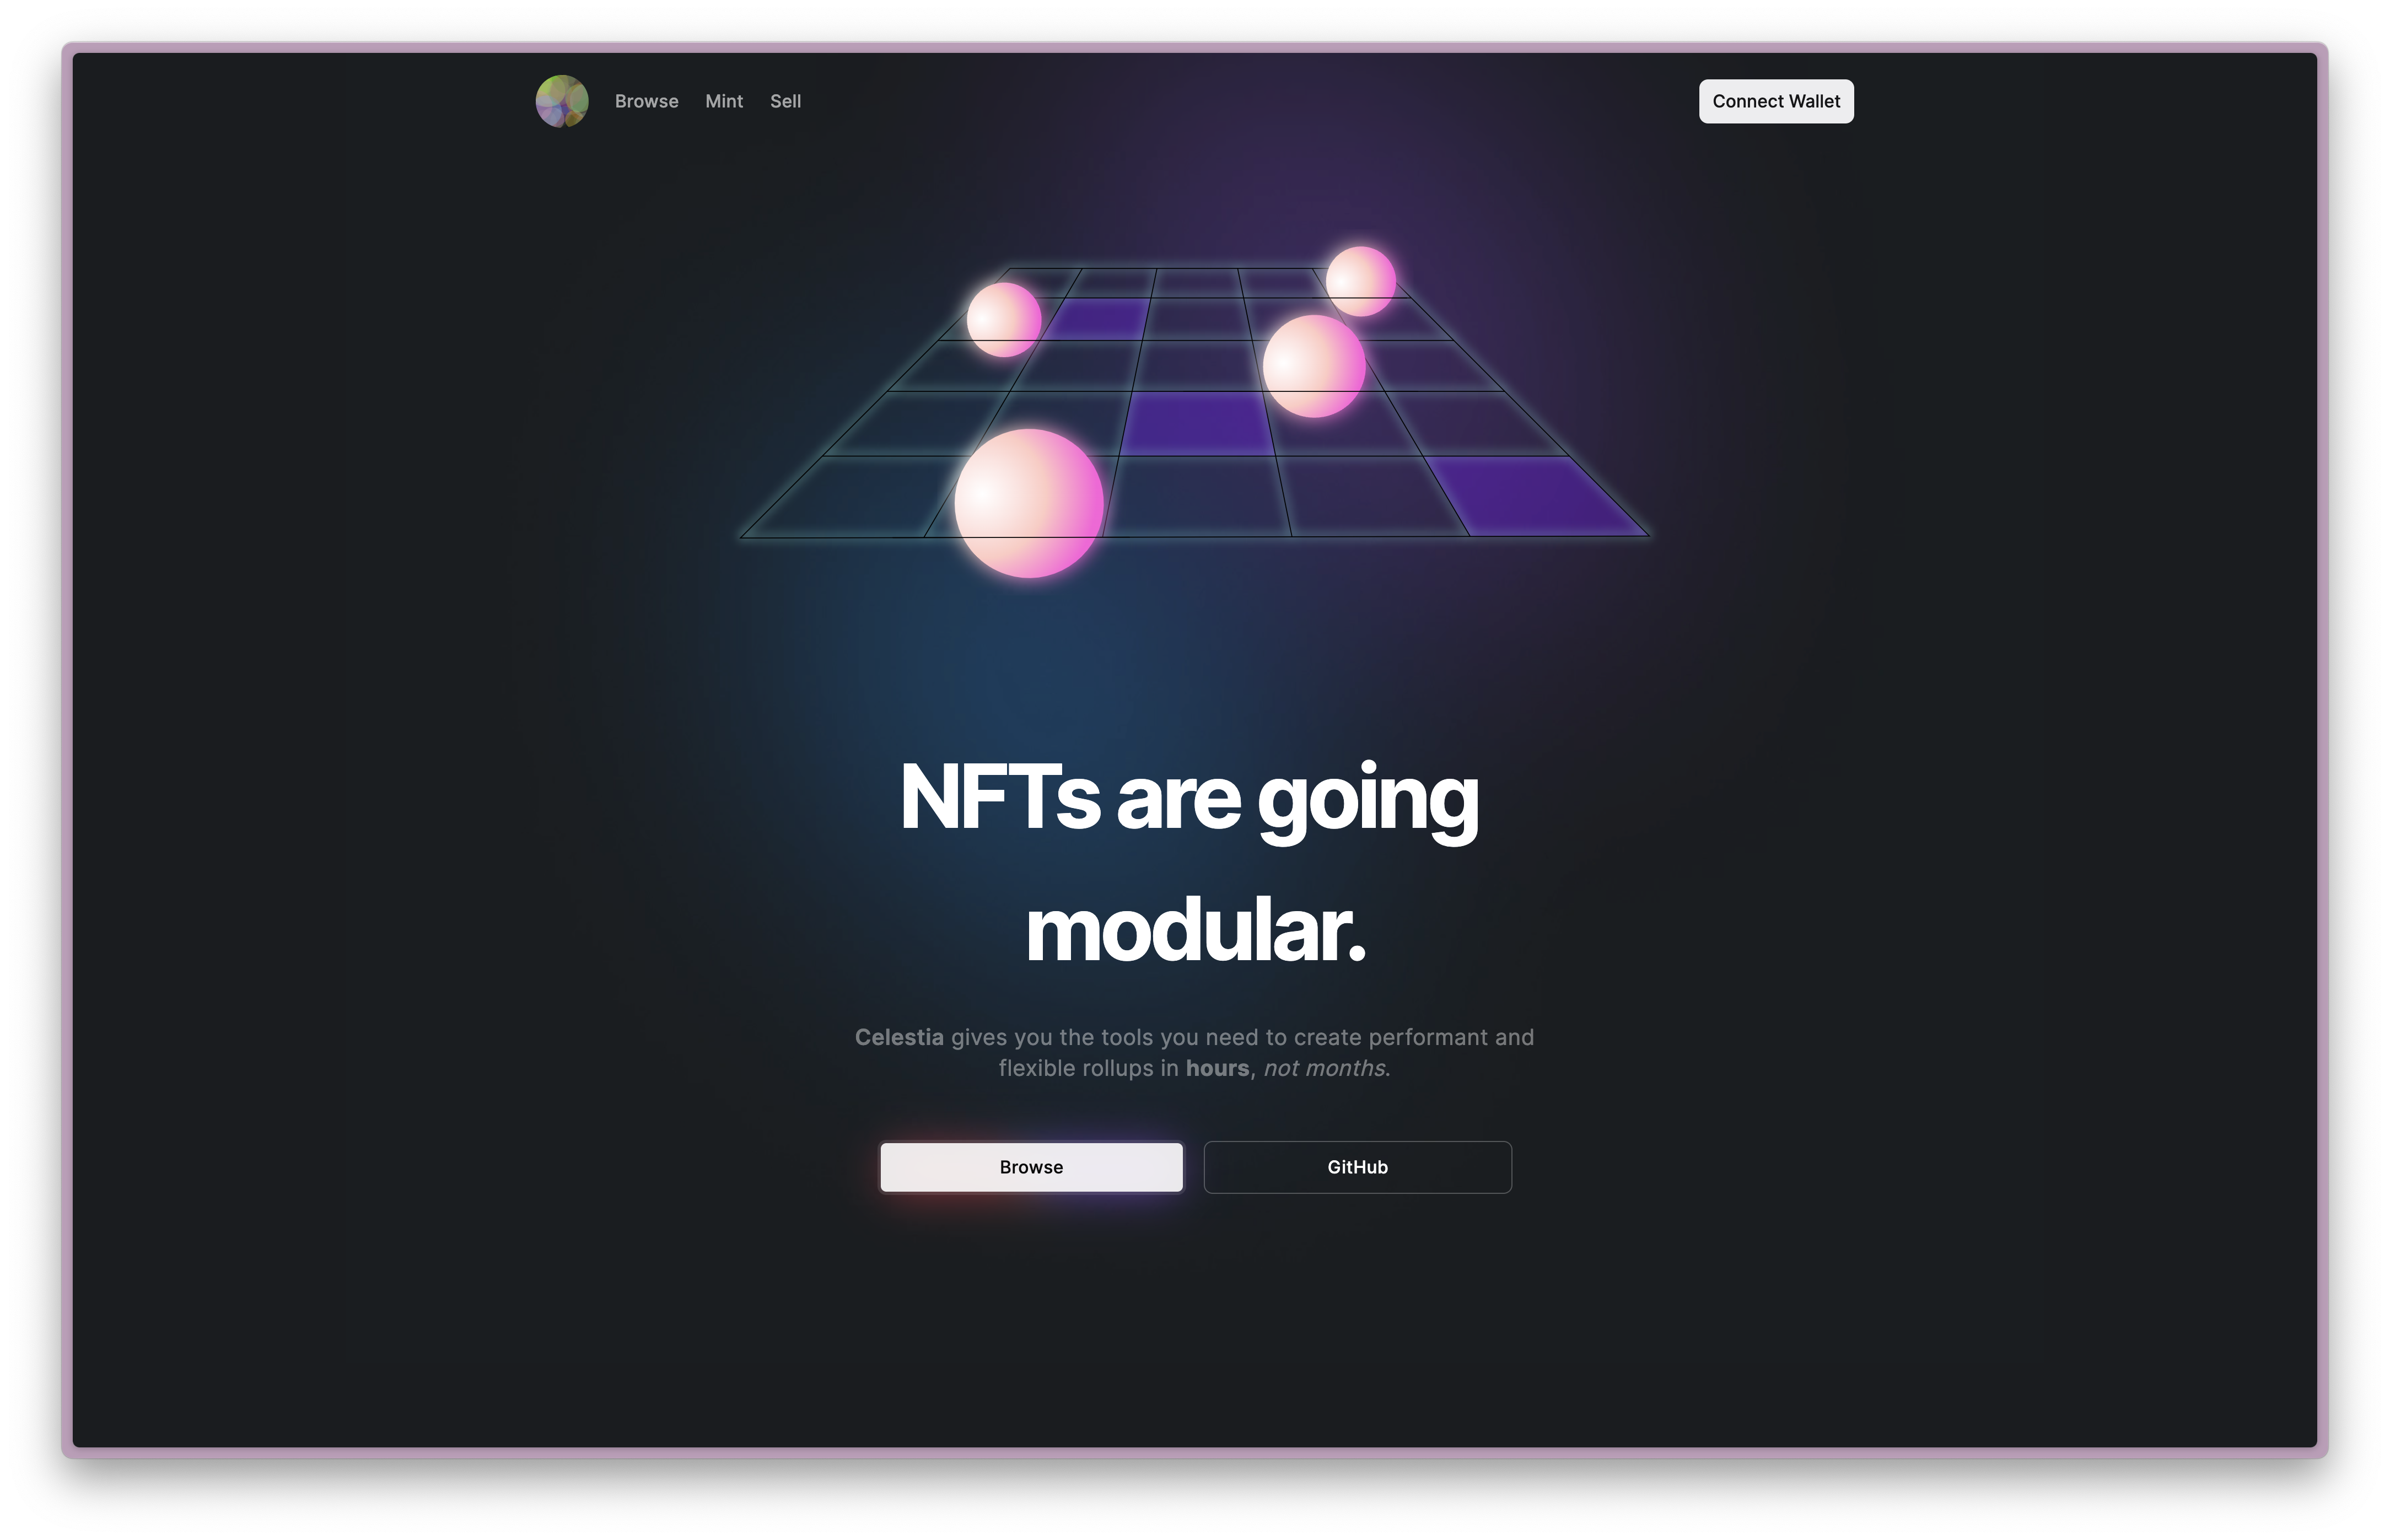 Browse Mint Sell Connect Wallet
NFTs are going
modular.
Celestia gives you the tools you need to create performant and
flexible rollups in hours, not months.
Browse GitHub